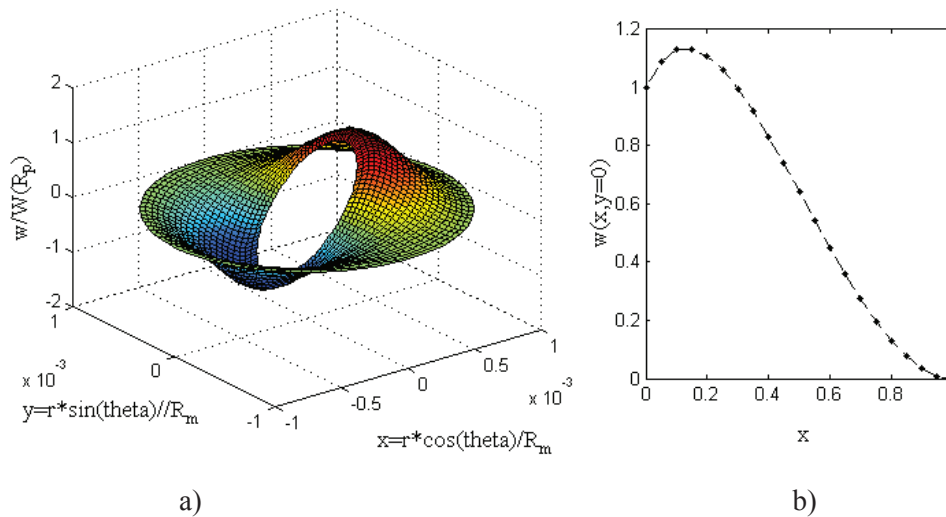 2
1
0
-1
-2
w/W(R_p)
1
0
-1
x 10^-3
y=r*sin(theta)//R_m
-1
-0.5
0
0.5
1
x 10^-3
x=r*cos(theta)/R_m
a)
1.2
1
0.8
0.6
0.4
0.2
0
w(x,y=0)
0
0.2
0.4
0.6
0.8
x
b)